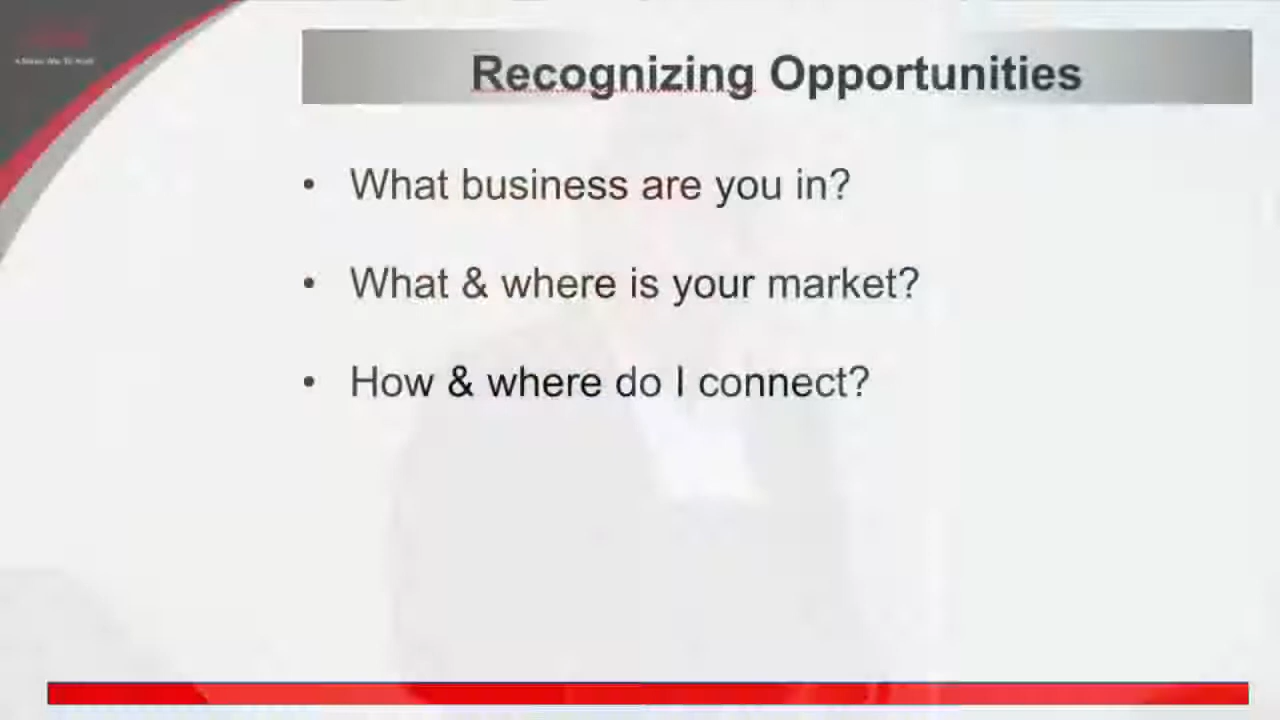 Recognizing Opportunities
• What business are you in?
• What & where is your market?
• How & where do I connect?